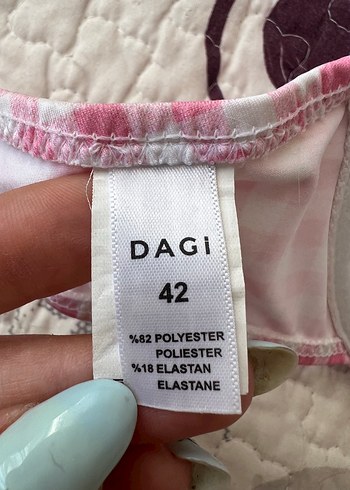 DAGi
42
%82 POLYESTER
POLIESTER
%18 ELASTAN
ELASTANE